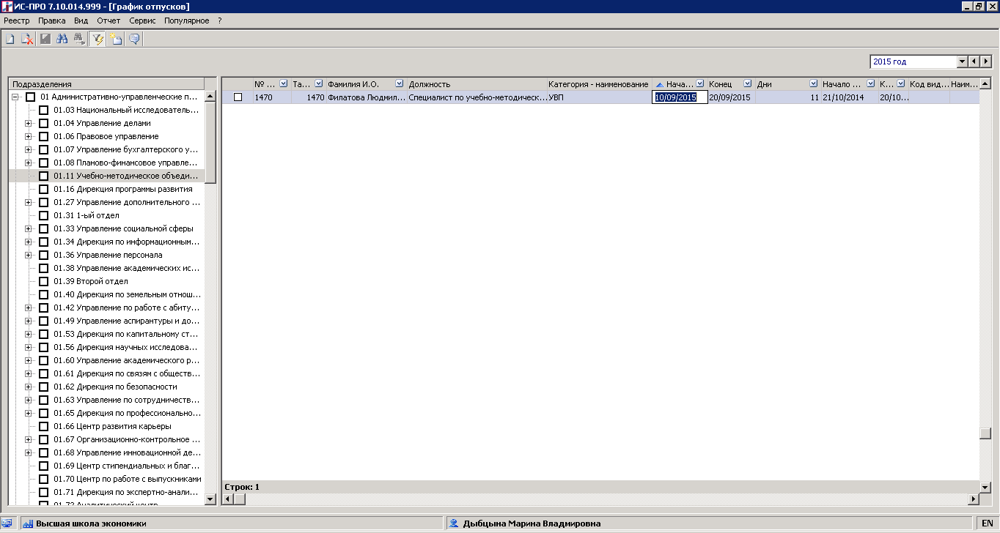 ИС-ПРО 7.10.014.999 - [График отпусков]
Реестр Правка Вид Отчет Сервис Популярное ?
2015 год
Подразделения
№ ... Та... Фамилия И.О. Должность Категория - наименование Нача... Конец Дни Начало ... К... Код вид... Наим...
1470 1470 Филатова Людмил... Специалист по учебно-методическ... УВП 10/09/2015 20/09/2015 11 21/10/2014 20/10...
01 Административно-управленческие п...
01.03 Национальный исследователь...
01.04 Управление делами
01.06 Правовое управление
01.07 Управление бухгалтерского у...
01.08 Планово-финансовое управле...
01.11 Учебно-методическое объеди...
01.16 Дирекция программы развития
01.27 Управление дополнительного ...
01.31 1-ый отдел
01.33 Управление социальной сферы
01.34 Дирекция по информационным...
01.36 Управление персонала
01.38 Управление академических ис...
01.39 Второй отдел
01.40 Дирекция по земельным отнош...
01.42 Управление по работе с абиту...
01.49 Управление аспирантуры и до...
01.53 Дирекция по капитальному ст...
01.56 Дирекция научных исследова...
01.60 Управление академического р...
01.61 Дирекция по связям с обществ...
01.62 Дирекция по безопасности
01.63 Управление по сотрудничеств...
01.65 Дирекция по профессионально...
01.66 Центр развития карьеры
01.67 Организационно-контрольное ...
01.68 Управление инновационной де...
01.69 Центр стипендиальных и благ...
01.70 Центр по работе с выпускниками
01.71 Дирекция по экспертно-анали...
01.72 Аналитический центр
Строк: 1
Высшая школа экономики
Дыбцына Марина Владмировна
EN